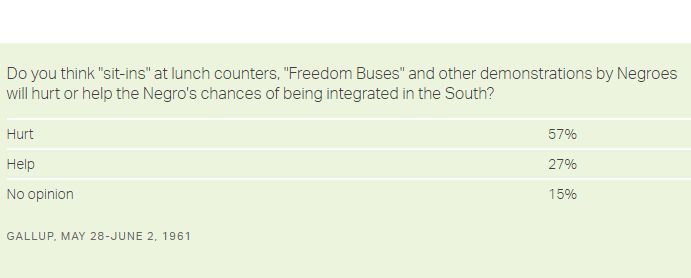 Do you think "sit-ins" at lunch counters, "Freedom Buses" and other demonstrations by Negroes
will hurt or help the Negro's chances of being integrated in the South?
Hurt 57%
Help 27%
No opinion 15%
GALLUP, MAY 28-JUNE 2, 1961